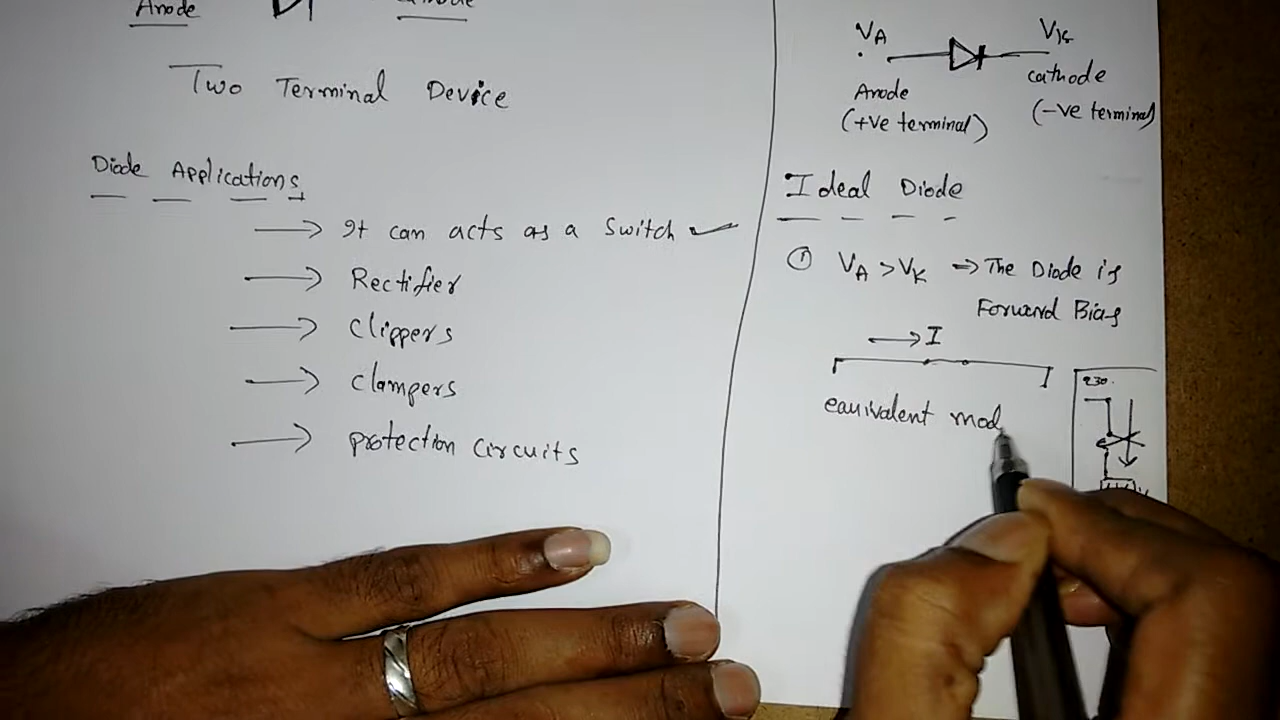 Anode
Two Terminal Device
Diode Applications
→ It can acts as a Switch ✓
→ Rectifier
→ Clippers
→ Clampers
→ protection Circuits
VA VK
Anode
(+ve terminal)
cathode
(-ve terminal)
Ideal Diode
① VA > VK ⇒ The Diode is
Forward Bias
→ I
equivalent mod
230.